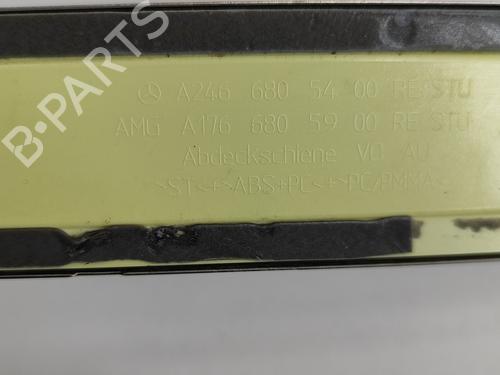 A246 680 54 00 RE STU
AMG A176 680 59 00 RE STU
Abdeckschiene VO AU
>ST<+>ABS+PC<+>PC/PMMA<
B-PARTS